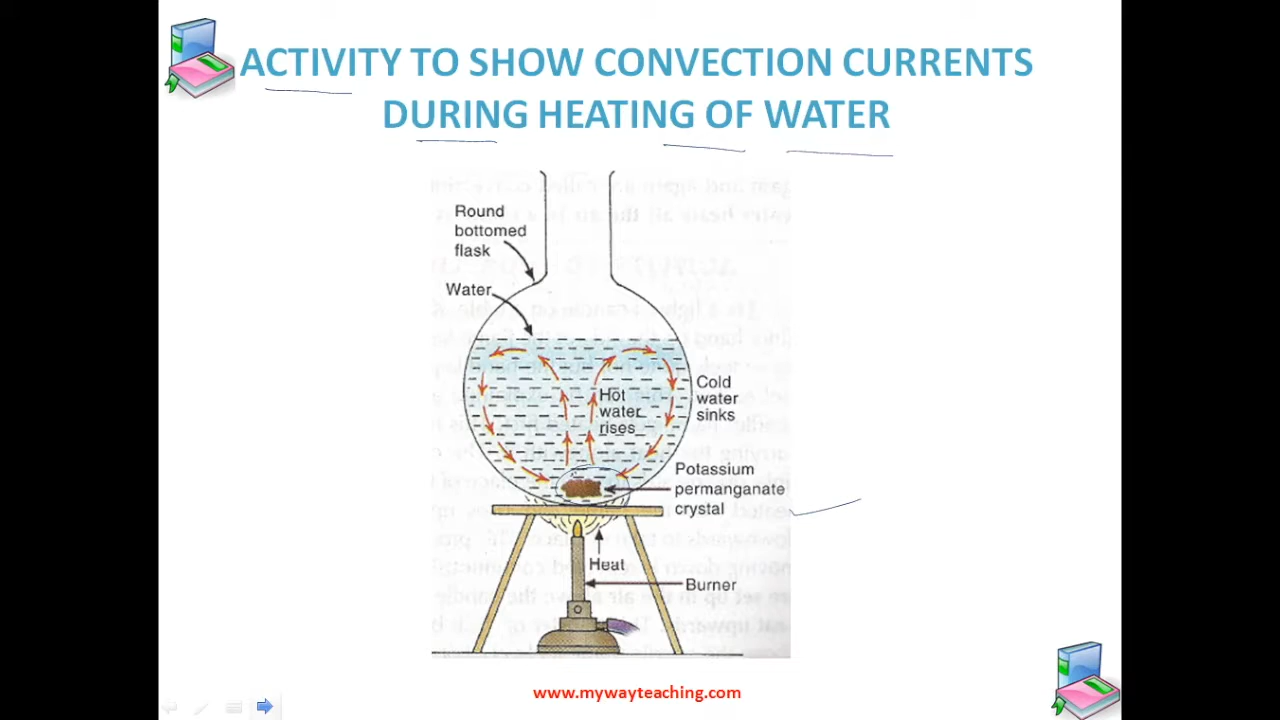 ACTIVITY TO SHOW CONVECTION CURRENTS
DURING HEATING OF WATER
Round
bottomed
flask
Water
Hot
water
rises
Cold
water
sinks
Potassium
permanganate
crystal
Heat
Burner
www.mywayteaching.com